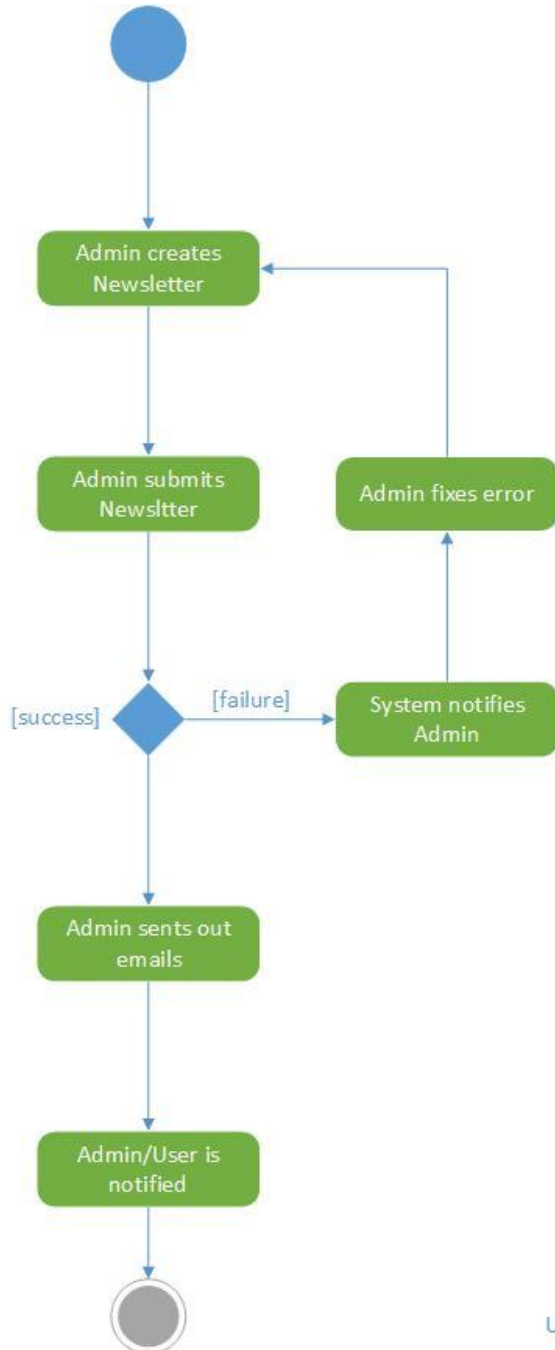 Admin creates
Newsletter
Admin submits
Newsltter
Admin fixes error
[success]
[failure]
System notifies
Admin
Admin sents out
emails
Admin/User is
notified
U